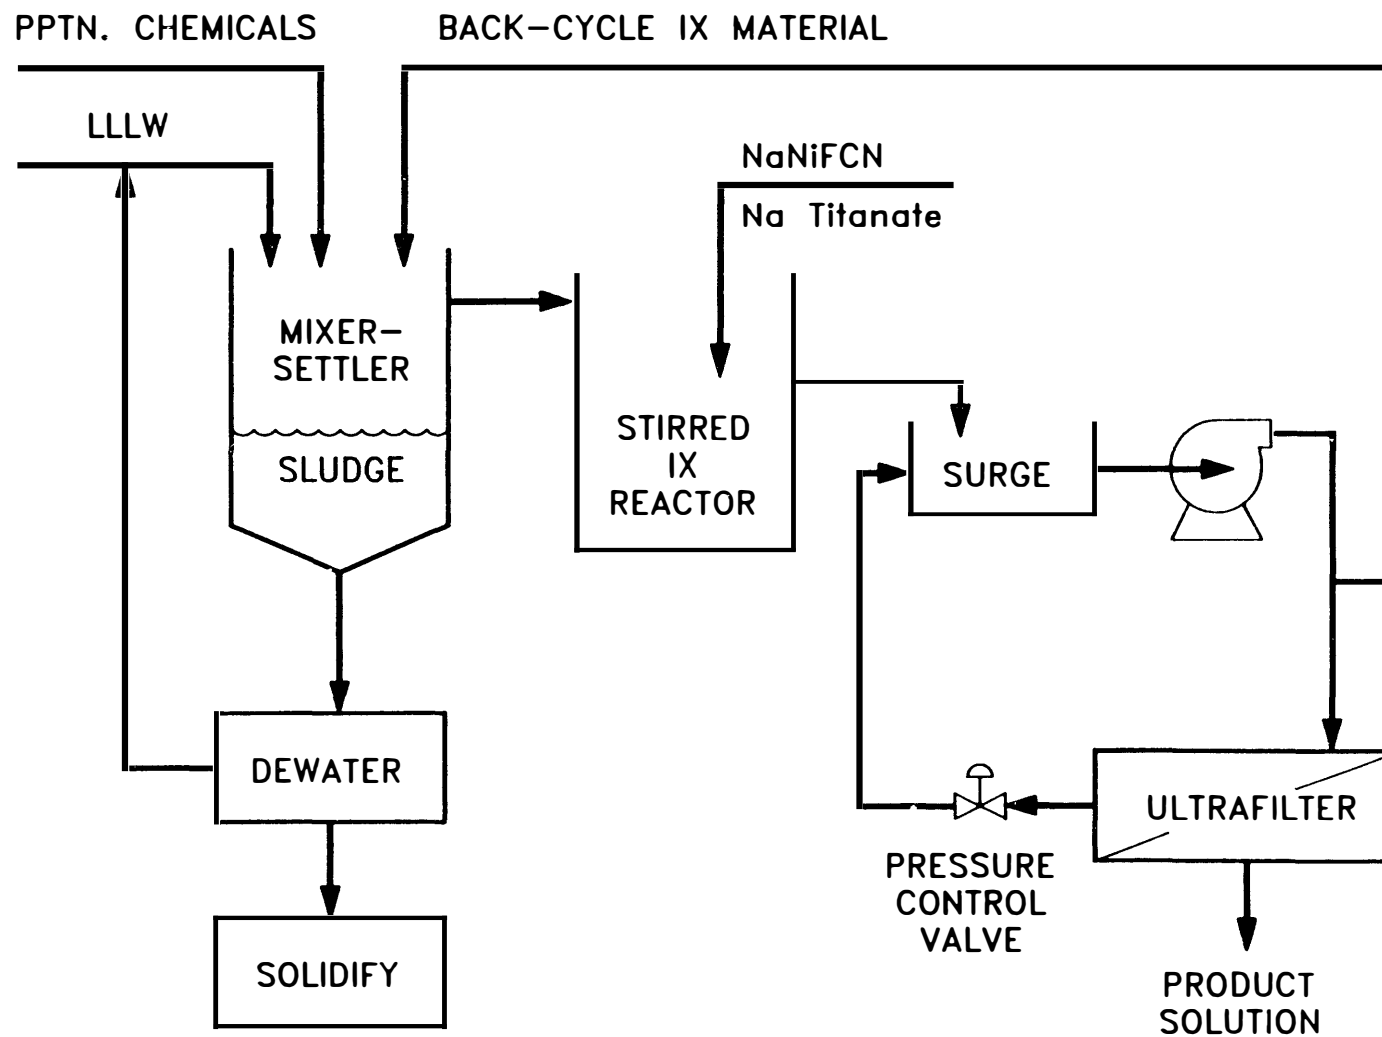 PPTN. CHEMICALS
BACK-CYCLE IX MATERIAL
LLLW
NaNiFCN
Na Titanate
MIXER-
SETTLER
SLUDGE
STIRRED
IX
REACTOR
SURGE
DEWATER
ULTRAFILTER
PRESSURE
CONTROL
VALVE
SOLIDIFY
PRODUCT
SOLUTION